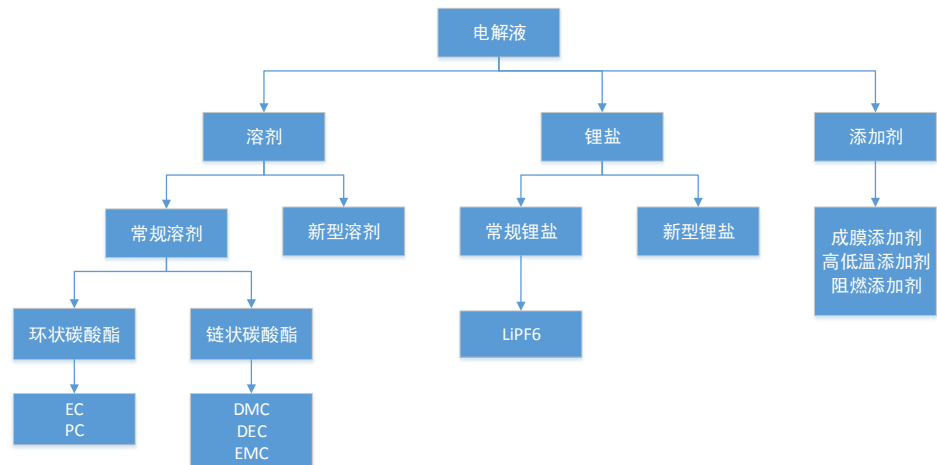 电解液
溶剂
锂盐
添加剂
常规溶剂
新型溶剂
常规锂盐
新型锂盐
成膜添加剂
高低温添加剂
阻燃添加剂
环状碳酸酯
链状碳酸酯
LiPF6
EC
PC
DMC
DEC
EMC